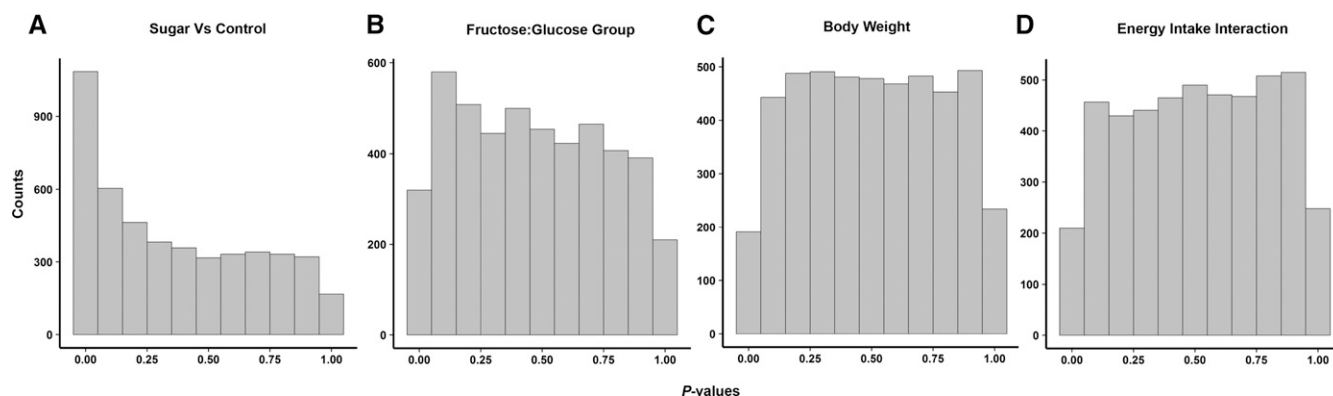 A
Sugar Vs Control
B
Fructose:Glucose Group
C
Body Weight
D
Energy Intake Interaction
Counts
900
600
300
0
0.00 0.25 0.50 0.75 1.00
600
400
200
0
0.00 0.25 0.50 0.75 1.00
500
400
300
200
100
0
0.00 0.25 0.50 0.75 1.00
500
400
300
200
100
0
0.00 0.25 0.50 0.75 1.00
P-values